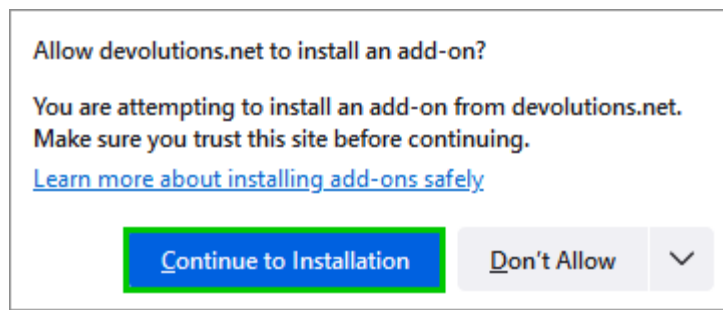 Allow devolutions.net to install an add-on?
You are attempting to install an add-on from devolutions.net.
Make sure you trust this site before continuing.
Learn more about installing add-ons safely
Continue to Installation
Don't Allow